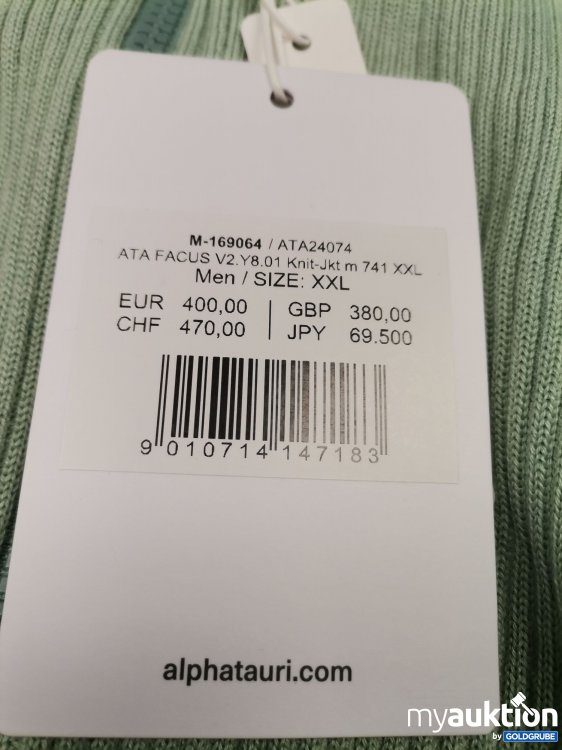 M-169064 / ATA24074
ATA FACUS V2.Y8.01 Knit-Jkt m 741 XXL
Men / SIZE: XXL
EUR 400,00 | GBP 380,00
CHF 470,00 | JPY 69.500
9 010714 147183
alphatauri.com
myauktion
by GOLDGRUBE